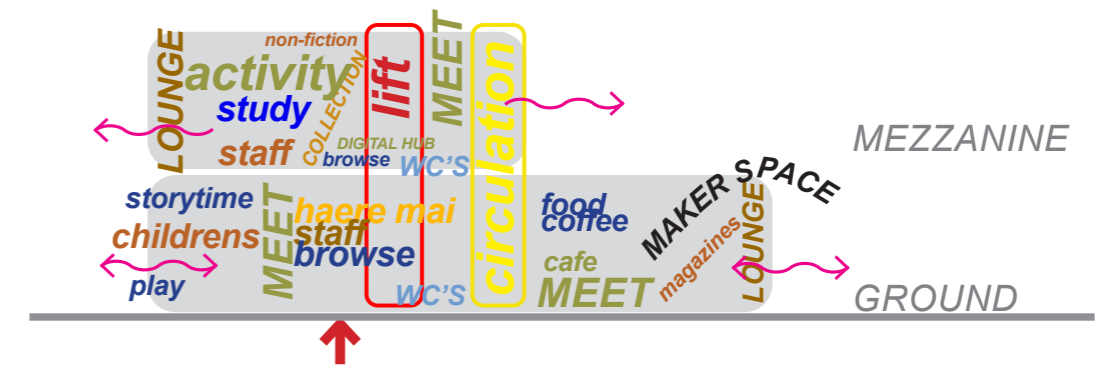 non-fiction
LOUNGE
activity
COLLECTION
lift
MEET
circulation
study
staff
DIGITAL HUB
browse
WC'S
MEZZANINE
storytime
childrens
play
MEET
haere mai
staff
browse
WC'S
food
coffee
cafe
MEET
MAKER SPACE
magazines
LOUNGE
GROUND